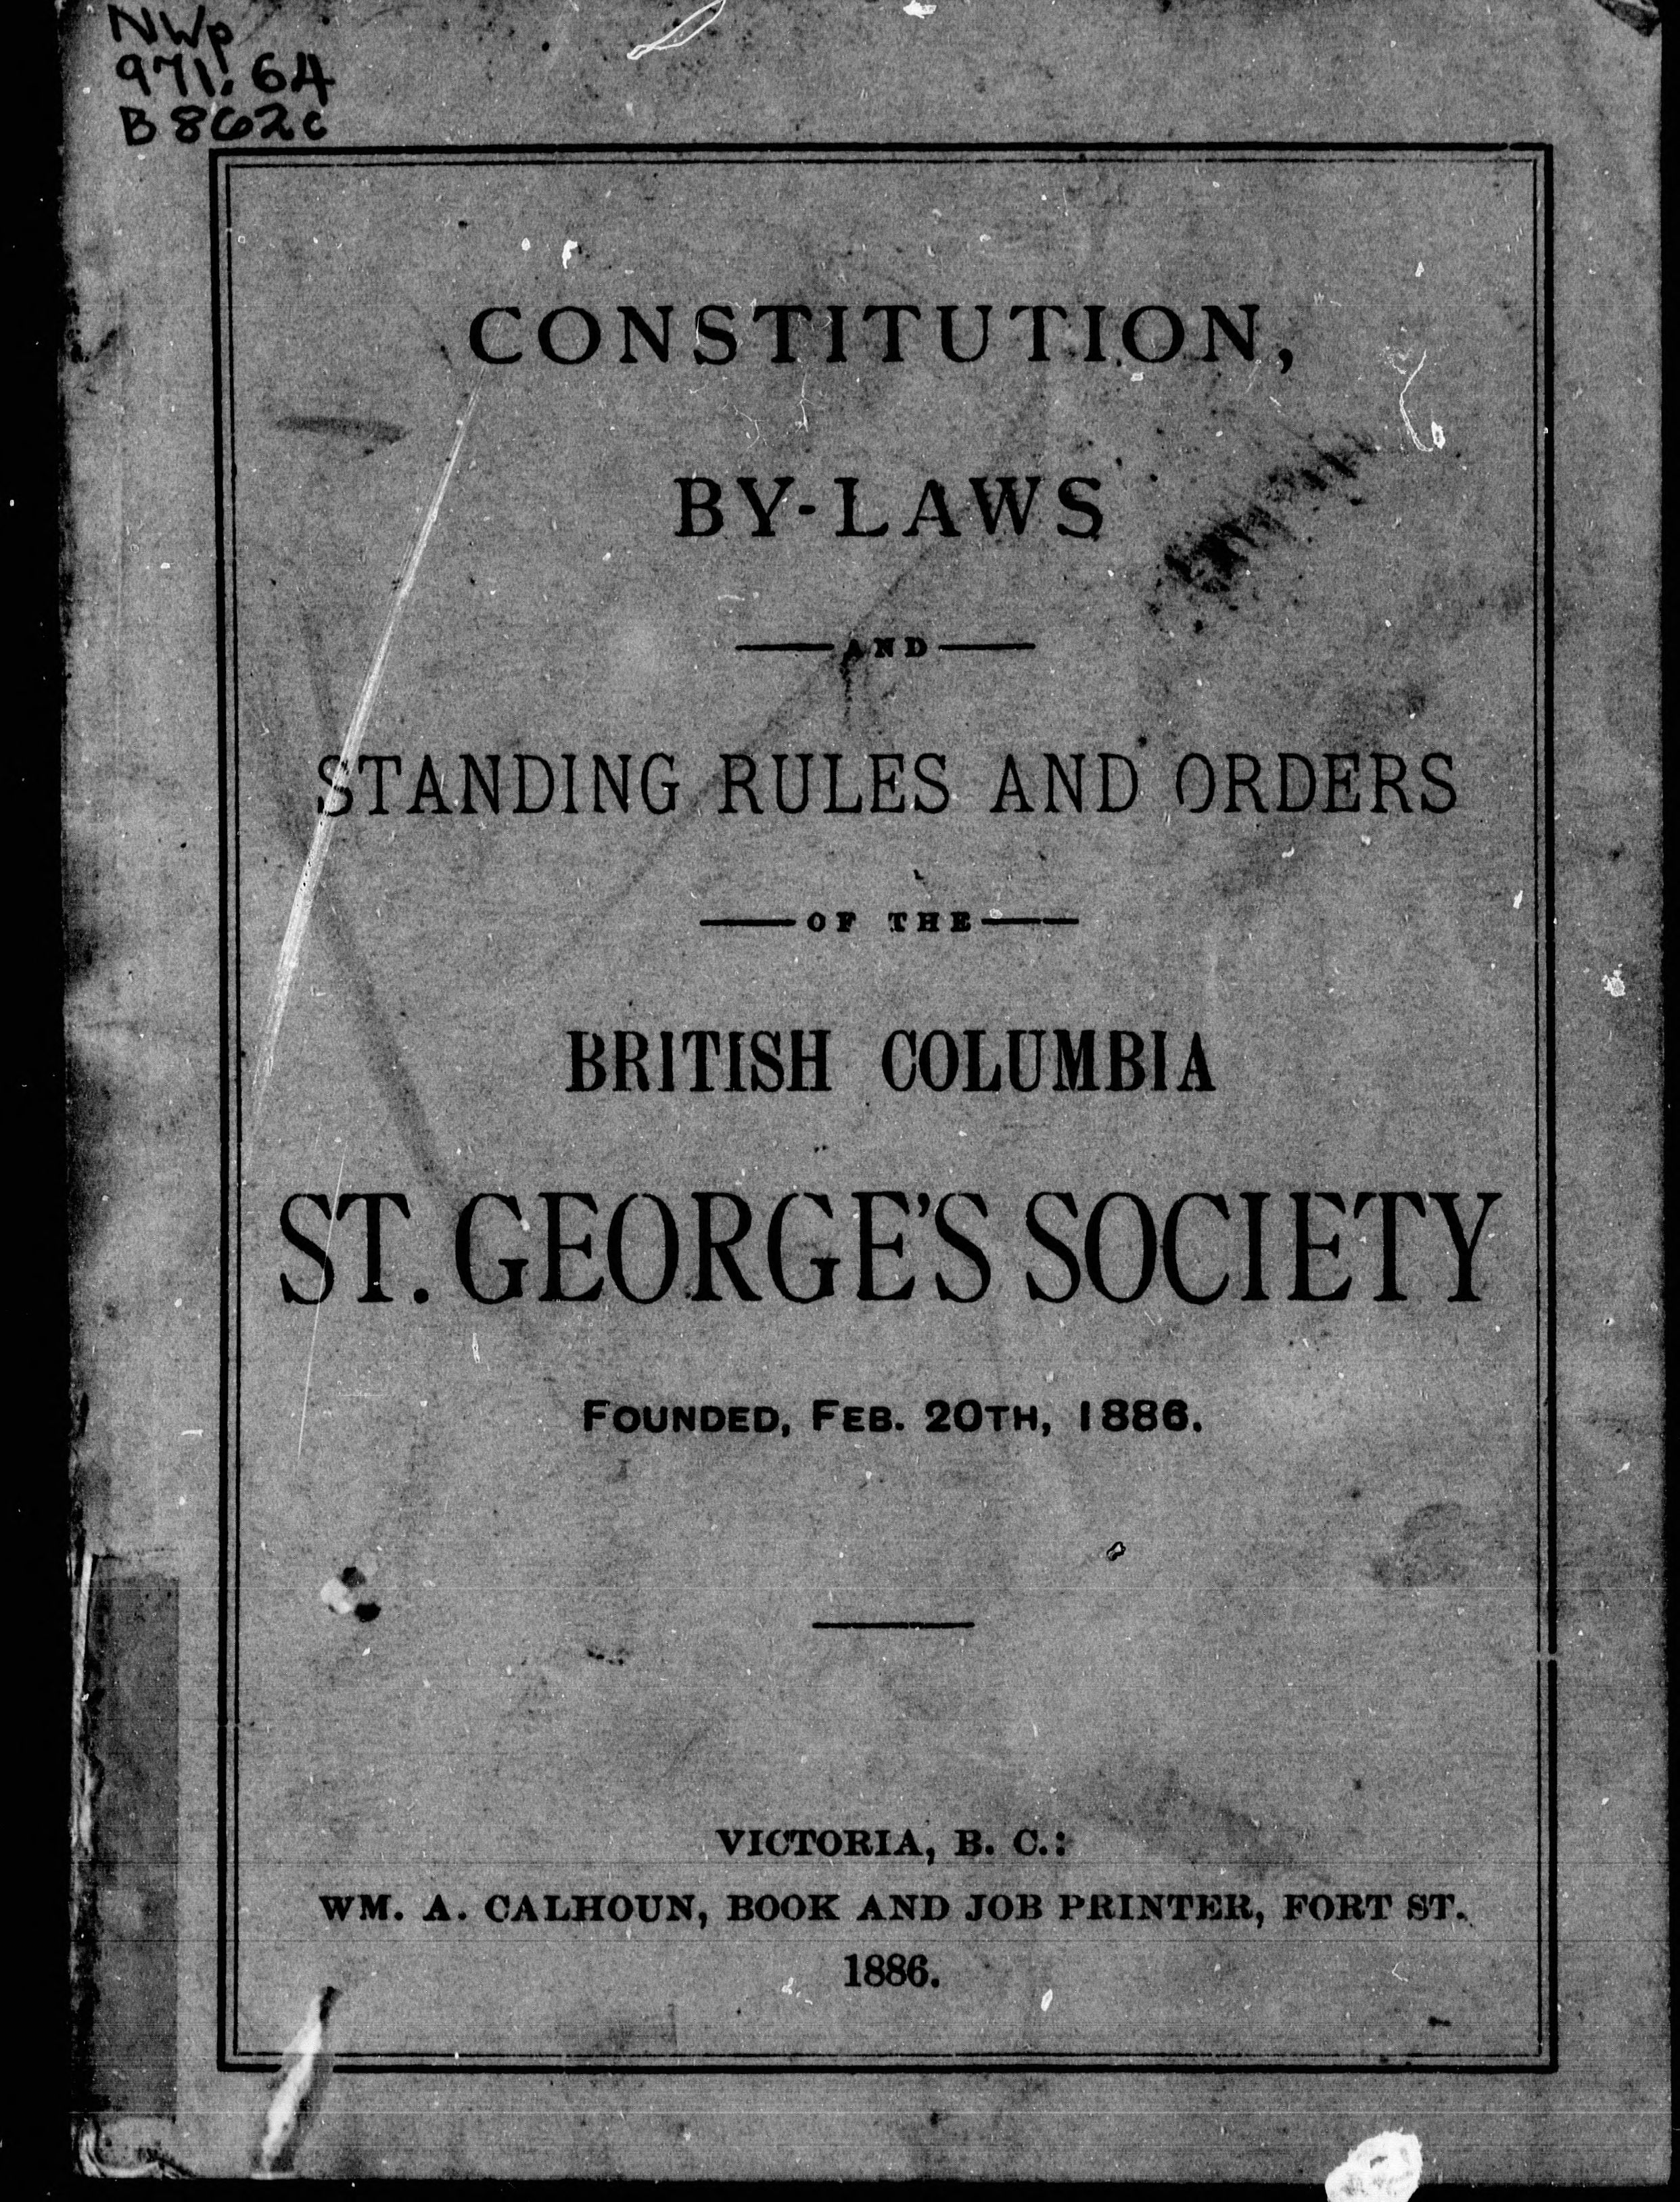 NWp
971.64
B862c
CONSTITUTION,
BY-LAWS
AND
STANDING RULES AND ORDERS
OF THE
BRITISH COLUMBIA
ST. GEORGE'S SOCIETY
FOUNDED, FEB. 20TH, 1886.
VICTORIA, B. C.:
WM. A. CALHOUN, BOOK AND JOB PRINTER, FORT ST.
1886.